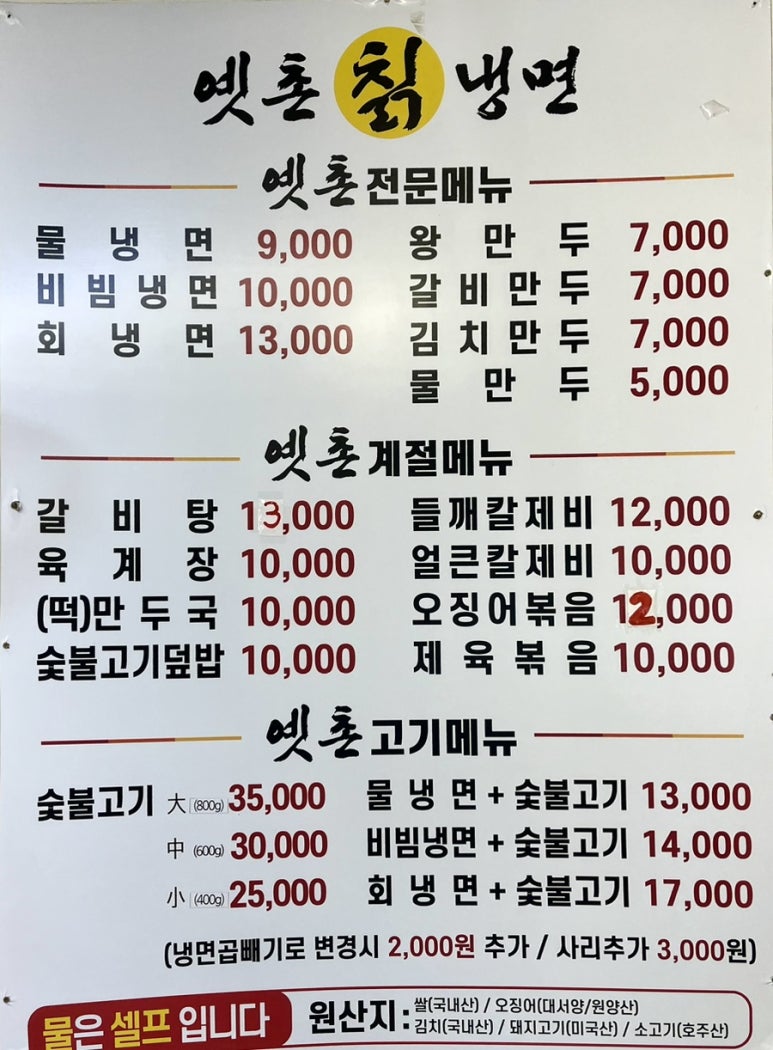 옛촌 칡 냉면
옛촌 전문메뉴
물냉면 9,000
비빔냉면 10,000
회냉면 13,000
왕만두 7,000
갈비만두 7,000
김치만두 7,000
물만두 5,000
옛촌 계절메뉴
갈비탕 13,000
육계장 10,000
(떡)만두국 10,000
숯불고기덮밥 10,000
들깨칼제비 12,000
얼큰칼제비 10,000
오징어볶음 12,000
제육볶음 10,000
옛촌 고기메뉴
숯불고기 大 (800g) 35,000
中 (600g) 30,000
小 (400g) 25,000
물냉면 + 숯불고기 13,000
비빔냉면 + 숯불고기 14,000
회냉면 + 숯불고기 17,000
(냉면곱빼기로 변경시 2,000원 추가 / 사리추가 3,000원)
물은 셀프입니다
원산지 : 쌀(국내산) / 오징어(대서양/원양산)
김치(국내산) / 돼지고기(미국산) / 소고기(호주산)